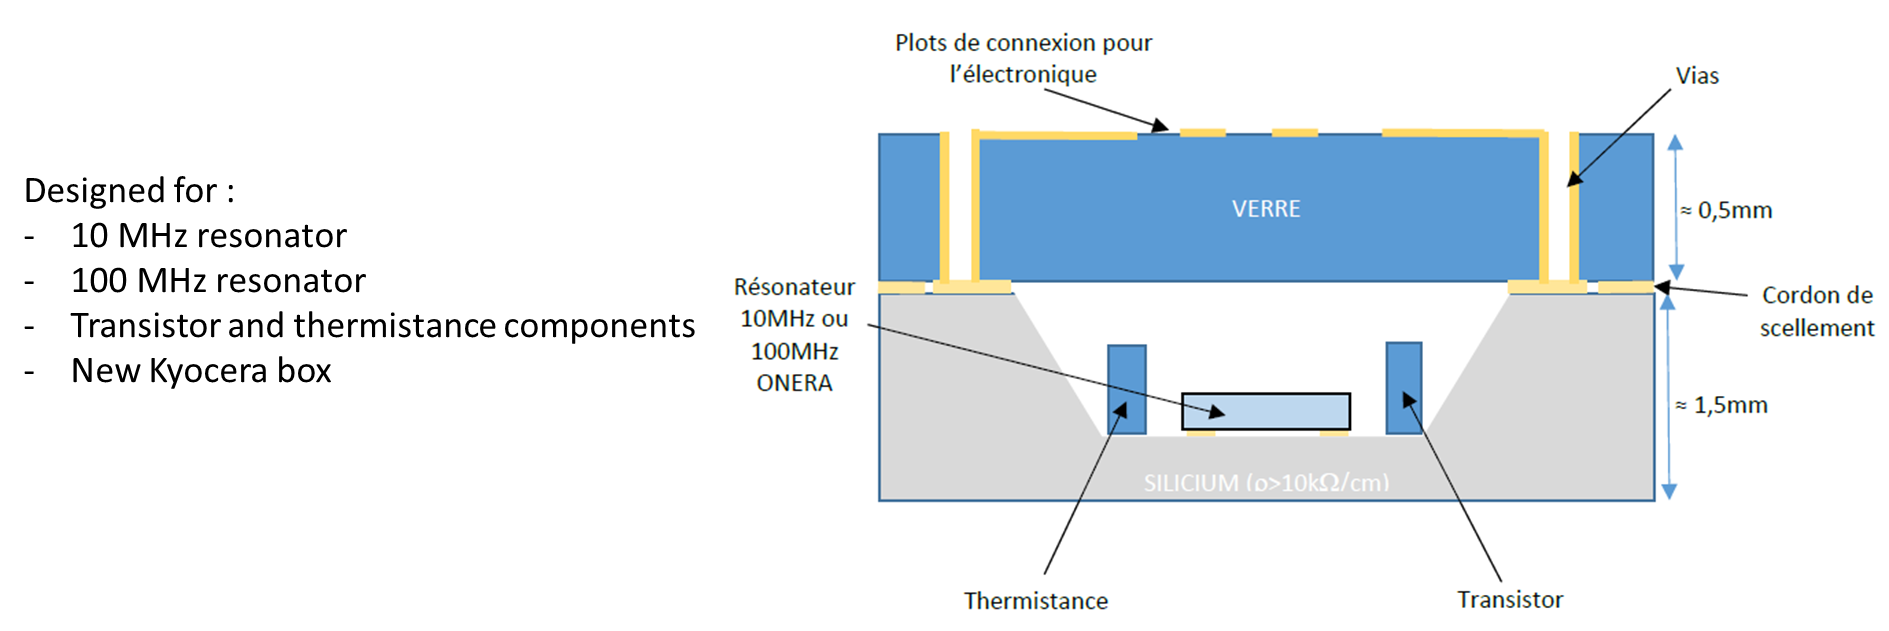 Designed for :
- 10 MHz resonator
- 100 MHz resonator
- Transistor and thermistance components
- New Kyocera box
Plots de connexion pour
l'électronique
Vias
VERRE
≈ 0,5mm
Résonateur
10MHz ou
100MHz
ONERA
Cordon de
scellement
≈ 1,5mm
SILICIUM (ρ>10kΩ/cm)
Thermistance
Transistor